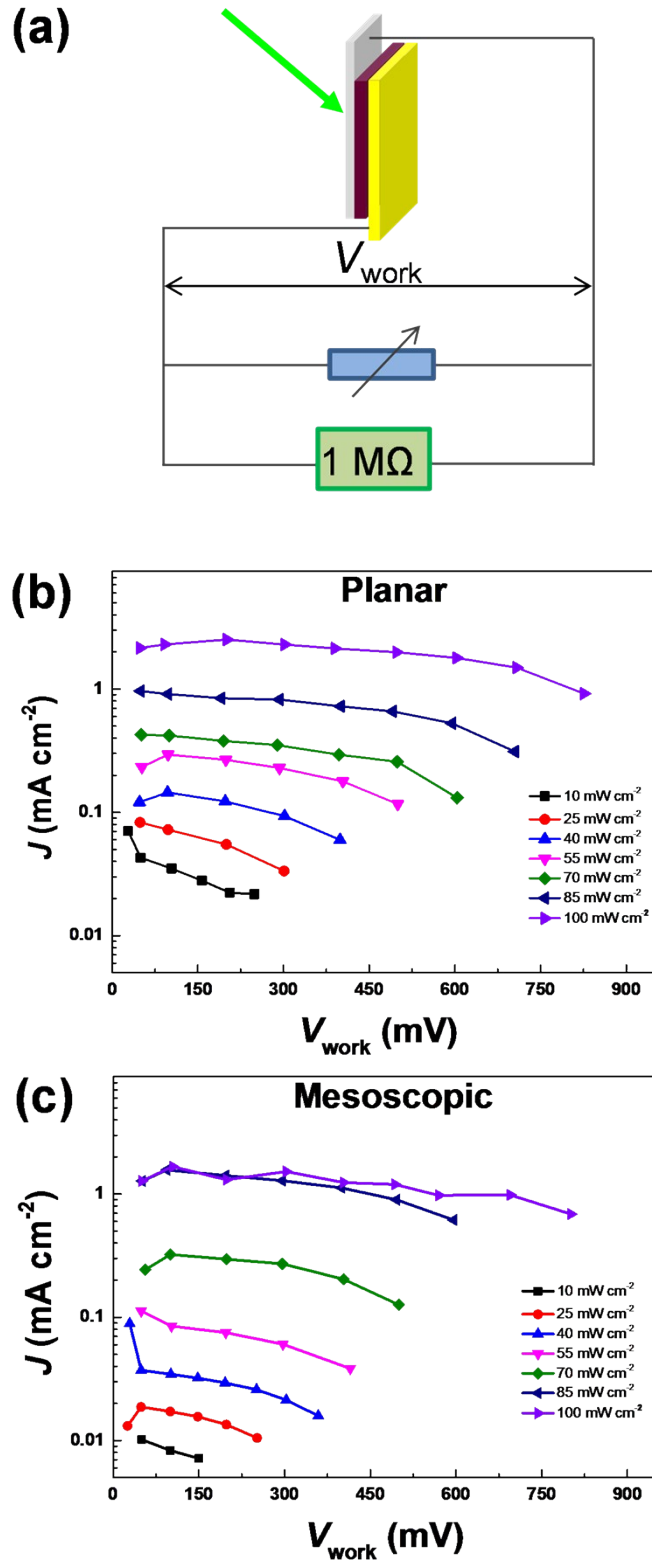 (a)
V work
1 MΩ
(b)
Planar
J (mA cm-2)
1
0.1
0.01
10 mW cm-2
25 mW cm-2
40 mW cm-2
55 mW cm-2
70 mW cm-2
85 mW cm-2
100 mW cm-2
0 150 300 450 600 750 900
V work (mV)
(c)
Mesoscopic
J (mA cm-2)
1
0.1
0.01
10 mW cm-2
25 mW cm-2
40 mW cm-2
55 mW cm-2
70 mW cm-2
85 mW cm-2
100 mW cm-2
0 150 300 450 600 750 900
V work (mV)